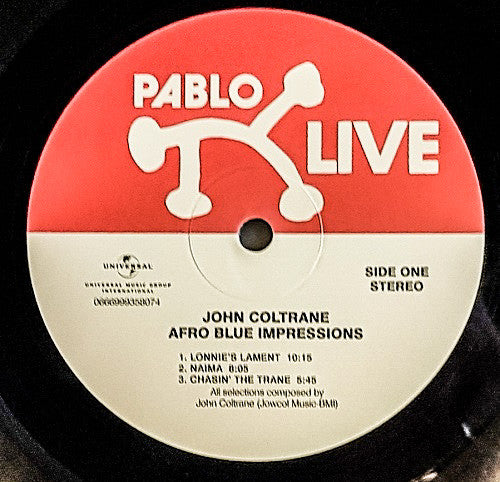 PABLO
LIVE
UNIVERSAL
UNIVERSAL MUSIC GROUP
INTERNATIONAL
0666999358074
SIDE ONE
STEREO
JOHN COLTRANE
AFRO BLUE IMPRESSIONS
1. LONNIE'S LAMENT 10:15
2. NAIMA 8:05
3. CHASIN' THE TRANE 5:45
All selections composed by
John Coltrane (Jowcol Music-BMI)